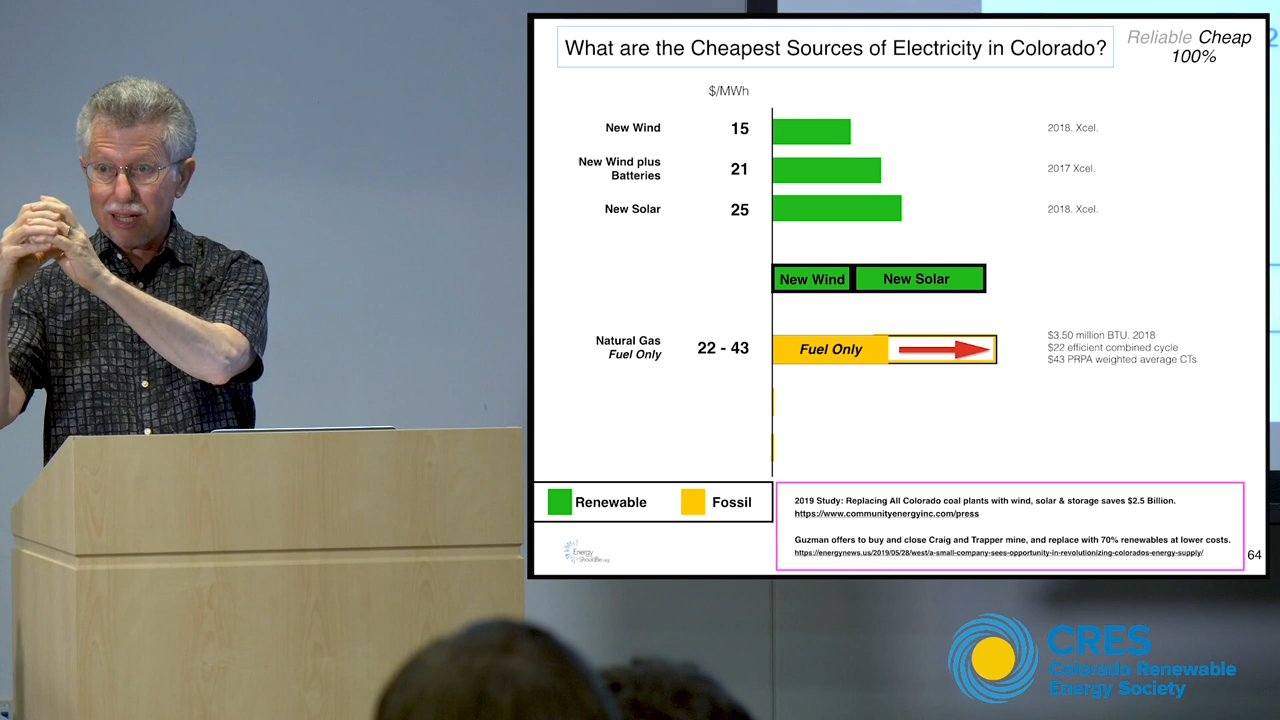 What are the Cheapest Sources of Electricity in Colorado?
Reliable Cheap
100%
$/MWh
New Wind 15 2018. Xcel.
New Wind plus
Batteries 21 2017 Xcel.
New Solar 25 2018. Xcel.
New Wind New Solar
Natural Gas
Fuel Only
22 - 43
Fuel Only
$3.50 million BTU. 2018
$22 efficient combined cycle
$43 PRPA weighted average CTs
Renewable Fossil
2019 Study: Replacing All Colorado coal plants with wind, solar & storage saves $2.5 Billion.
https://www.communityenergyinc.com/press
Guzman offers to buy and close Craig and Trapper mine, and replace with 70% renewables at lower costs.
https://energynews.us/2019/05/28/west/a-small-company-sees-opportunity-in-revolutionizing-colorados-energy-supply/
Energy
ShouldBe.org
64
2
CRES
Colorado Renewable
Energy Society